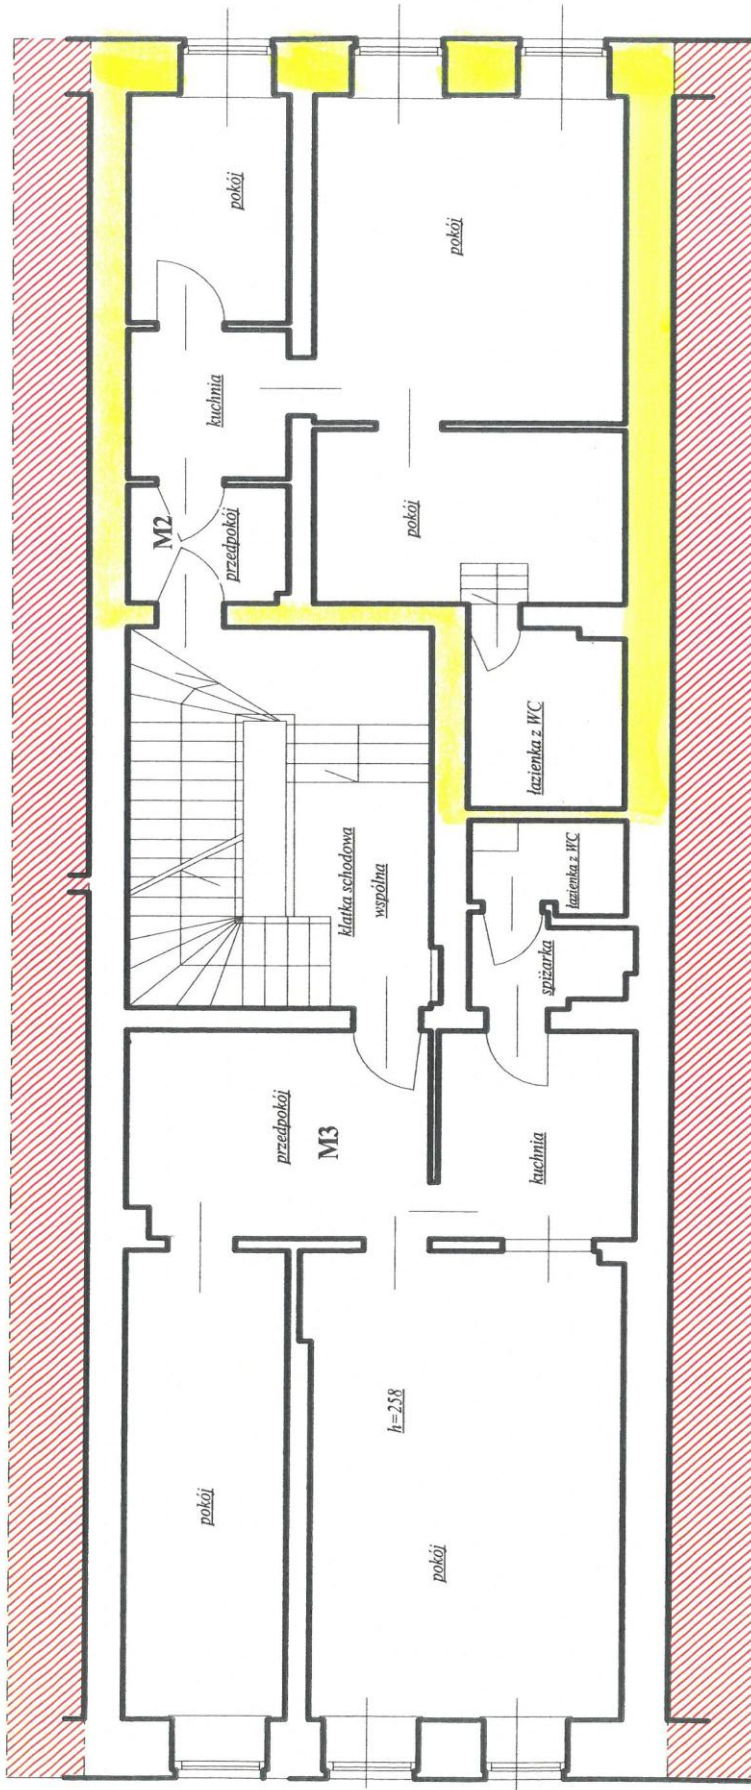 pokój
pokój
kuchnia
M2
przedpokój
pokój
łazienka z WC
klatka schodowa
wspólna
łazienka z WC
spiżarka
przedpokój
M3
kuchnia
h=258
pokój
pokój